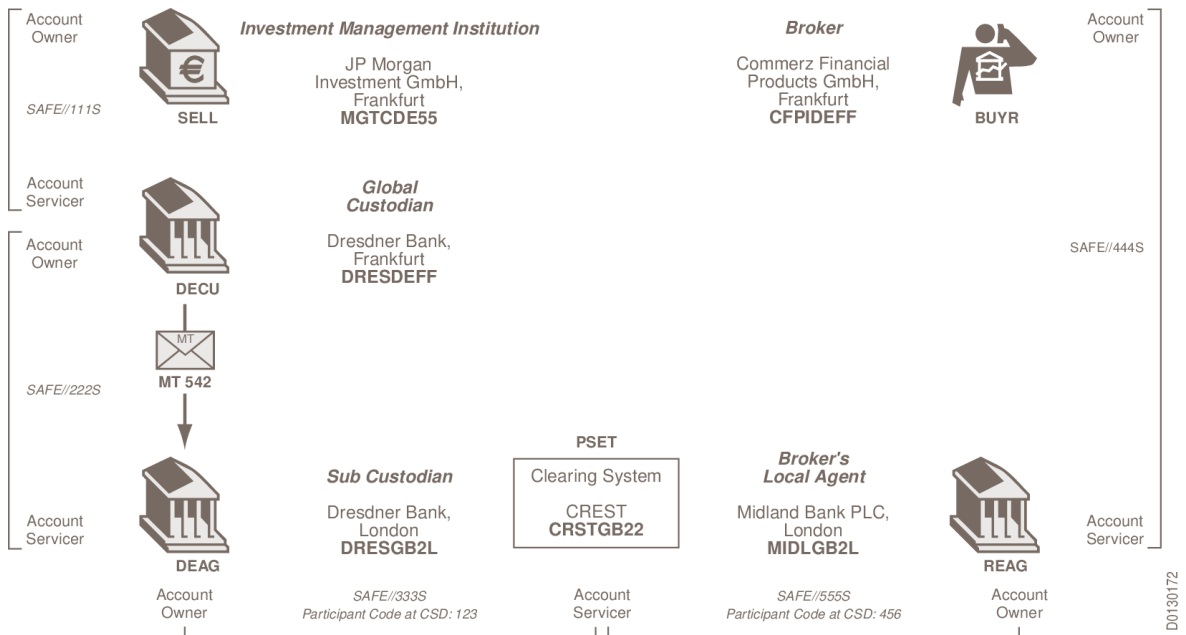 Account
Owner
Investment Management Institution
Broker
Account
Owner
JP Morgan
Investment GmbH,
Frankfurt
MGTCDE55
Commerz Financial
Products GmbH,
Frankfurt
CFPIDEFF
€
SAFE//111S
SELL
BUYR
Account
Servicer
Global
Custodian
Account
Owner
Dresdner Bank,
Frankfurt
DRESDEFF
SAFE//444S
DECU
MT
MT 542
SAFE//222S
PSET
Sub Custodian
Clearing System
Broker's
Local Agent
Account
Servicer
Dresdner Bank,
London
DRESGB2L
CREST
CRSTGB22
Midland Bank PLC,
London
MIDLGB2L
Account
Servicer
DEAG
REAG
Account
Owner
SAFE//333S
Participant Code at CSD: 123
Account
Servicer
SAFE//555S
Participant Code at CSD: 456
Account
Owner
D0130172